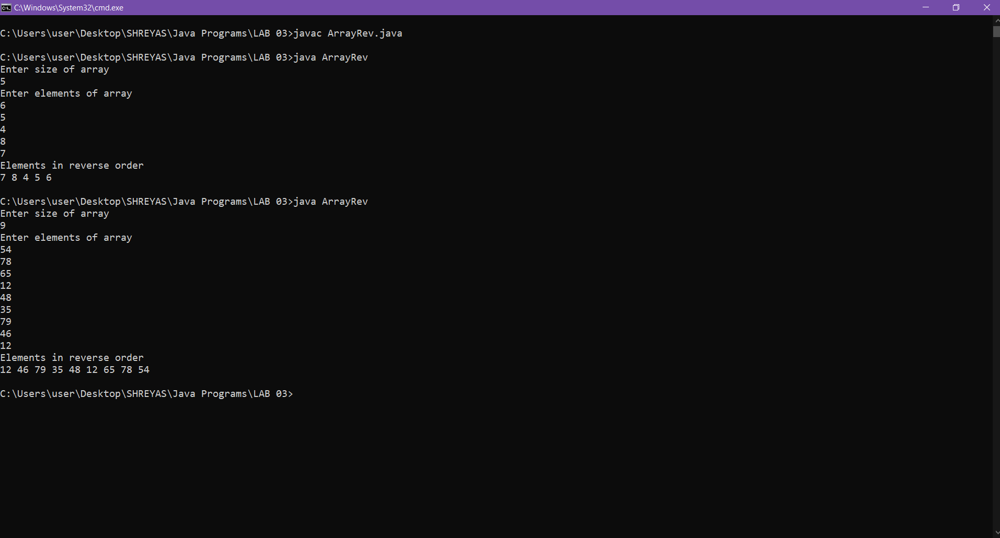 C:\Windows\System32\cmd.exe
C:\Users\user\Desktop\SHREYAS\Java Programs\LAB 03>javac ArrayRev.java
C:\Users\user\Desktop\SHREYAS\Java Programs\LAB 03>java ArrayRev
Enter size of array
5
Enter elements of array
6
5
4
8
7
Elements in reverse order
7 8 4 5 6
C:\Users\user\Desktop\SHREYAS\Java Programs\LAB 03>java ArrayRev
Enter size of array
9
Enter elements of array
54
78
65
12
48
35
79
46
12
Elements in reverse order
12 46 79 35 48 12 65 78 54
C:\Users\user\Desktop\SHREYAS\Java Programs\LAB 03>